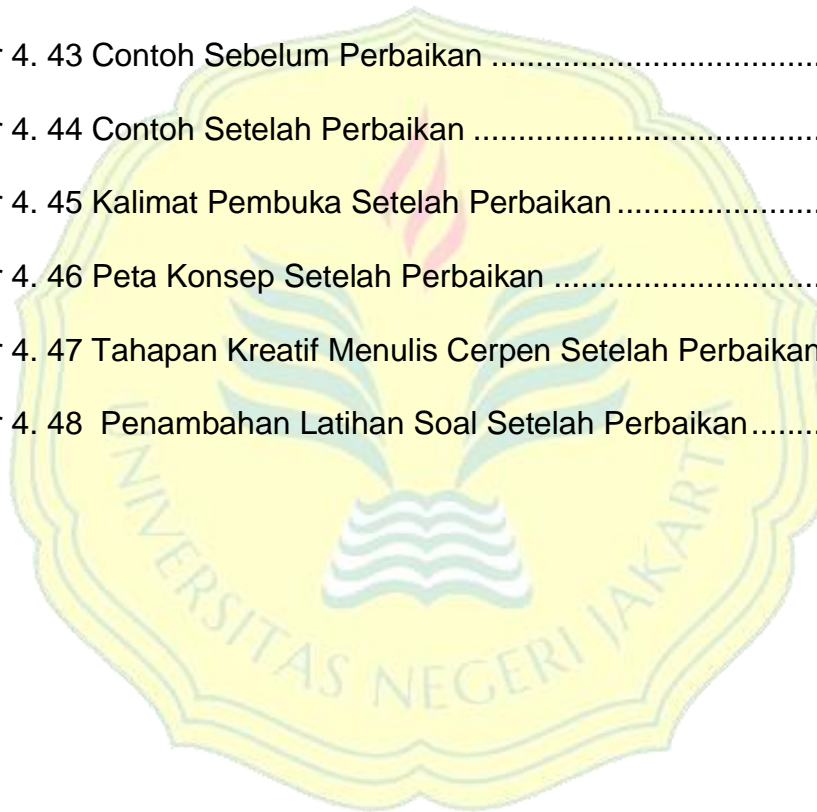 r 4. 43 Contoh Sebelum Perbaikan ....................................
r 4. 44 Contoh Setelah Perbaikan ......................................
r 4. 45 Kalimat Pembuka Setelah Perbaikan .......................
r 4. 46 Peta Konsep Setelah Perbaikan .............................
r 4. 47 Tahapan Kreatif Menulis Cerpen Setelah Perbaikan
r 4. 48  Penambahan Latihan Soal Setelah Perbaikan ........
UNIVERSITAS NEGERI JAKARTA